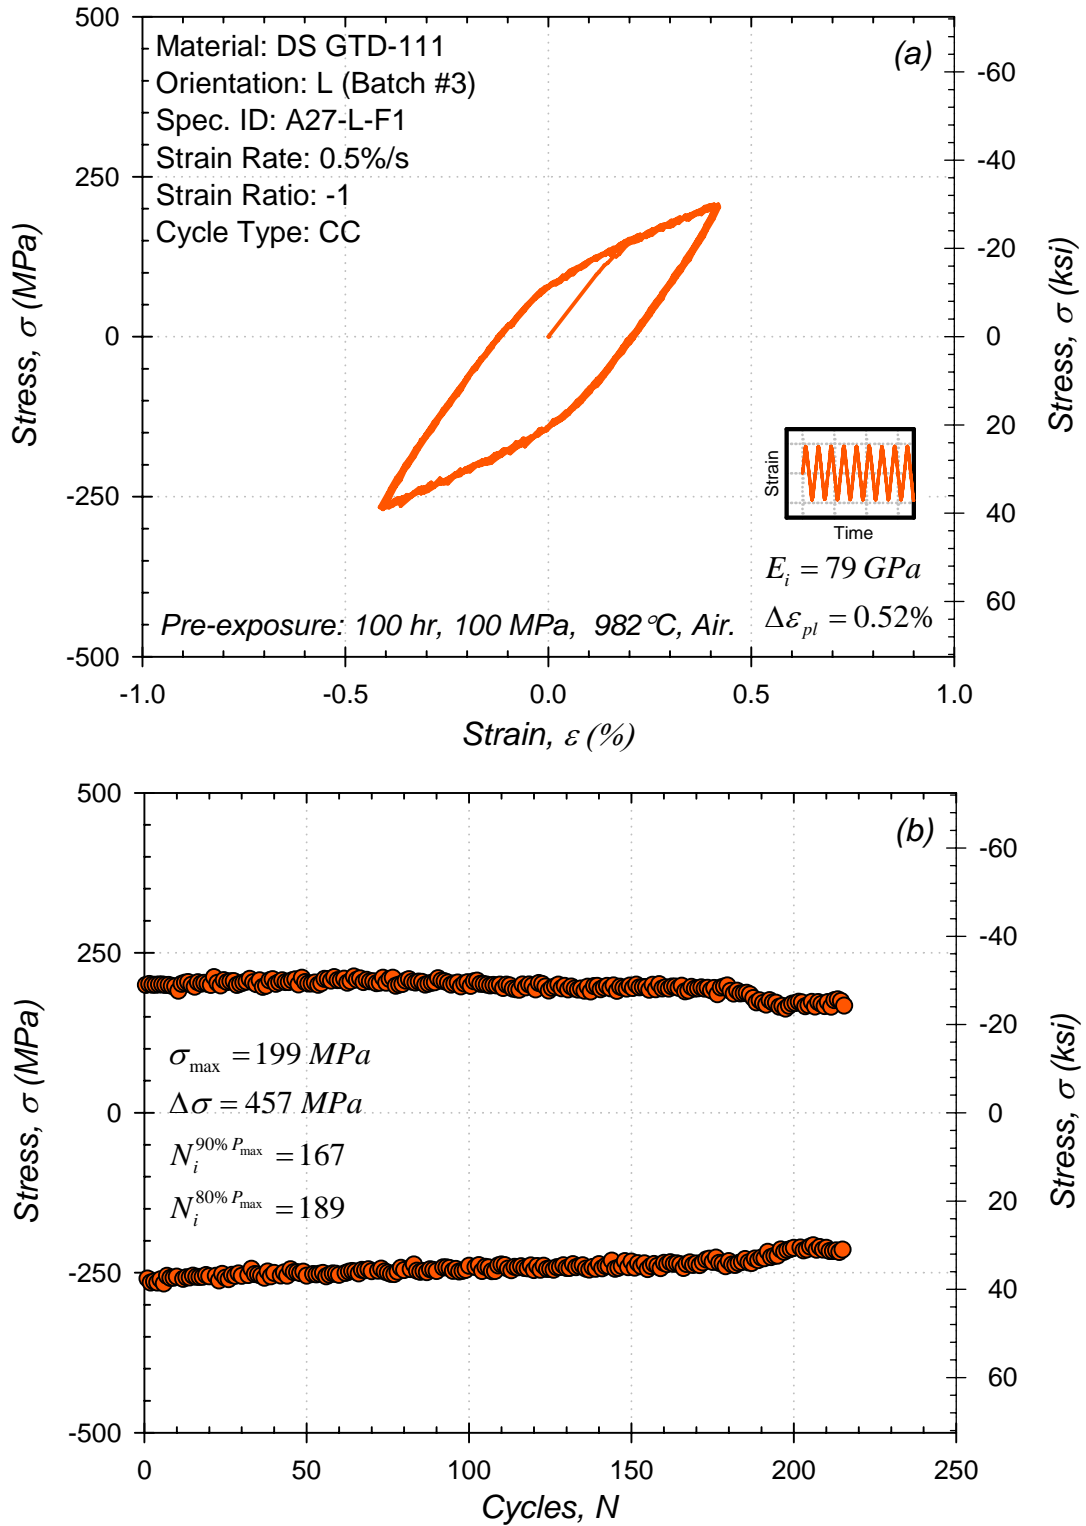 (a)
Material: DS GTD-111
Orientation: L (Batch #3)
Spec. ID: A27-L-F1
Strain Rate: 0.5%/s
Strain Ratio: -1
Cycle Type: CC
500
250
0
-250
-500
Stress, σ (MPa)
-60
-40
-20
0
20
40
60
Stress, σ (ksi)
Strain
Time
E_i = 79 GPa
Δε_pl = 0.52%
Pre-exposure: 100 hr, 100 MPa, 982°C, Air.
-1.0 -0.5 0.0 0.5 1.0
Strain, ε (%)
(b)
500
250
0
-250
-500
Stress, σ (MPa)
-60
-40
-20
0
20
40
60
Stress, σ (ksi)
σ_max = 199 MPa
Δσ = 457 MPa
N_i^90% P_max = 167
N_i^80% P_max = 189
0 50 100 150 200 250
Cycles, N